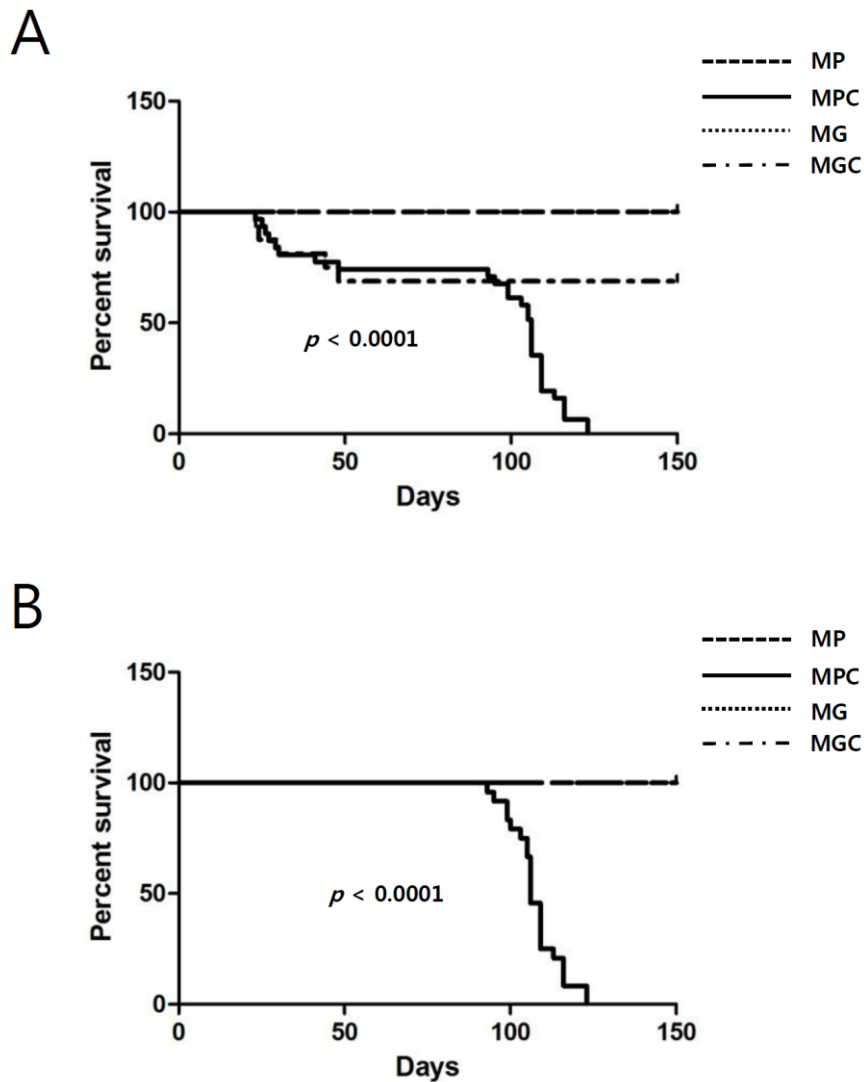 A
MP
MPC
MG
MGC
150
100
50
0
Percent survival
p < 0.0001
0 50 100 150
Days
B
MP
MPC
MG
MGC
150
100
50
0
Percent survival
p < 0.0001
0 50 100 150
Days